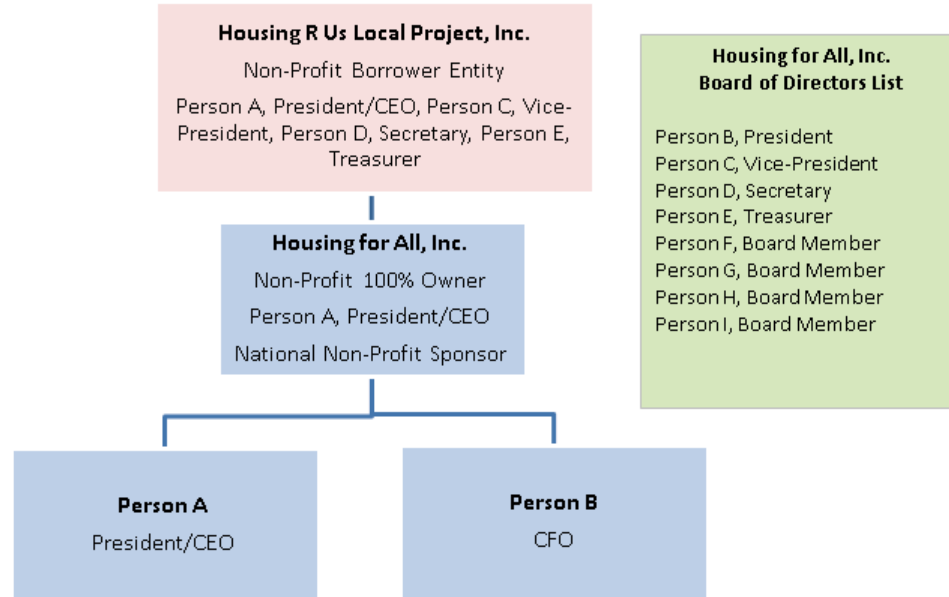 Housing R Us Local Project, Inc.
Non-Profit Borrower Entity
Person A, President/CEO, Person C, Vice-
President, Person D, Secretary, Person E,
Treasurer
Housing for All, Inc.
Board of Directors List
Person B, President
Person C, Vice-President
Person D, Secretary
Person E, Treasurer
Person F, Board Member
Person G, Board Member
Person H, Board Member
Person I, Board Member
Housing for All, Inc.
Non-Profit 100% Owner
Person A, President/CEO
National Non-Profit Sponsor
Person A
President/CEO
Person B
CFO